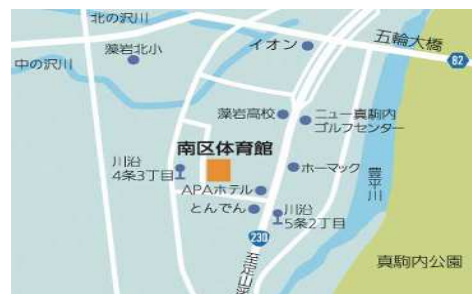 北の沢川
藻岩北小
中の沢川
イオン
五輪大橋
82
藻岩高校
ニュー真駒内
ゴルフセンター
南区体育館
川沿
4条3丁目
ホーマック
豊平川
APAホテル
とんでん
川沿
5条2丁目
230
至定山渓
真駒内公園